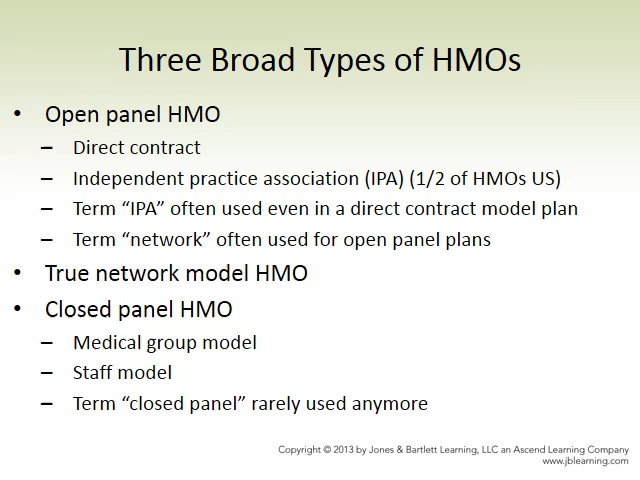 Three Broad Types of HMOs
• Open panel HMO
– Direct contract
– Independent practice association (IPA) (1/2 of HMOs US)
– Term “IPA” often used even in a direct contract model plan
– Term “network” often used for open panel plans
• True network model HMO
• Closed panel HMO
– Medical group model
– Staff model
– Term “closed panel” rarely used anymore
Copyright © 2013 by Jones & Bartlett Learning, LLC an Ascend Learning Company
www.jblearning.com